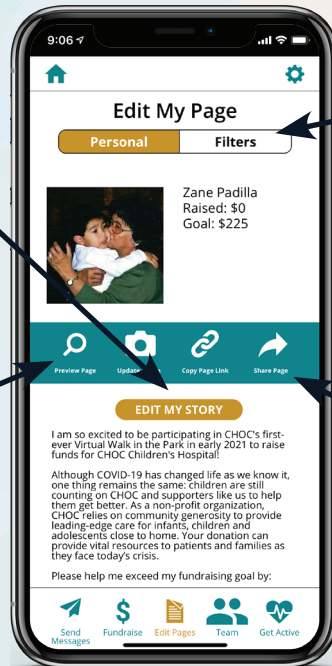 9:06
Edit My Page
Personal Filters
Zane Padilla
Raised: $0
Goal: $225
Preview Page Update Copy Page Link Share Page
EDIT MY STORY
I am so excited to be participating in CHOC's first-
ever Virtual Walk in the Park in early 2021 to raise
funds for CHOC Children's Hospital!
Although COVID-19 has changed life as we know it,
one thing remains the same: children are still
counting on CHOC and supporters like us to help
them get better. As a non-profit organization,
CHOC relies on community generosity to provide
leading-edge care for infants, children and
adolescents close to home. Your donation can
provide vital resources to patients and families as
they face today's crisis.
Please help me exceed my fundraising goal by:
Send
Messages
Fundraise
Edit Pages
Team
Get Active